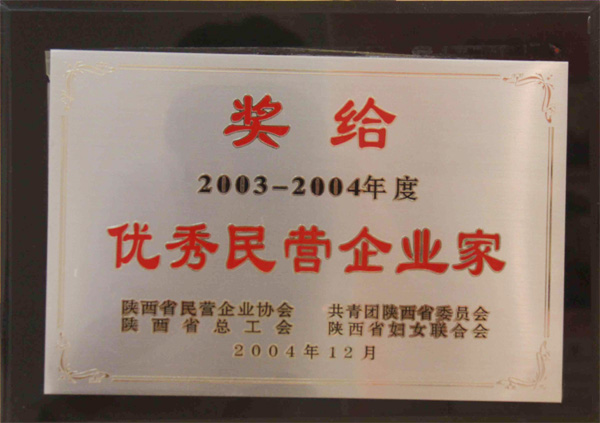 奖给
2003-2004年度
优秀民营企业家
陕西省民营企业协会 共青团陕西省委员会
陕西省总工会 陕西省妇女联合会
2004年12月